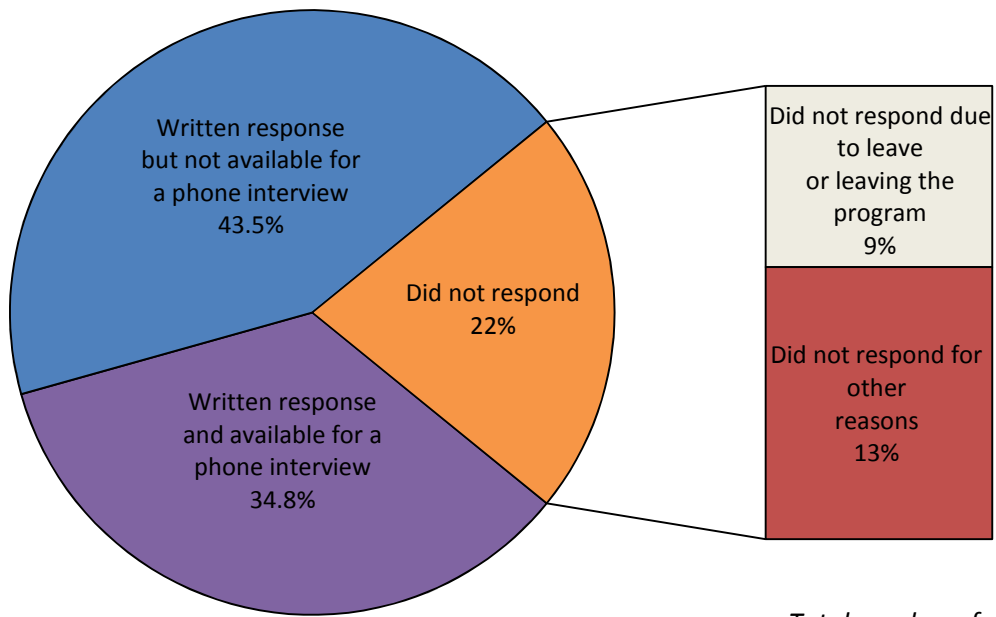 Written response
but not available for
a phone interview
43.5%
Did not respond
22%
Written response
and available for a
phone interview
34.8%
Did not respond due
to leave
or leaving the
program
9%
Did not respond for
other
reasons
13%